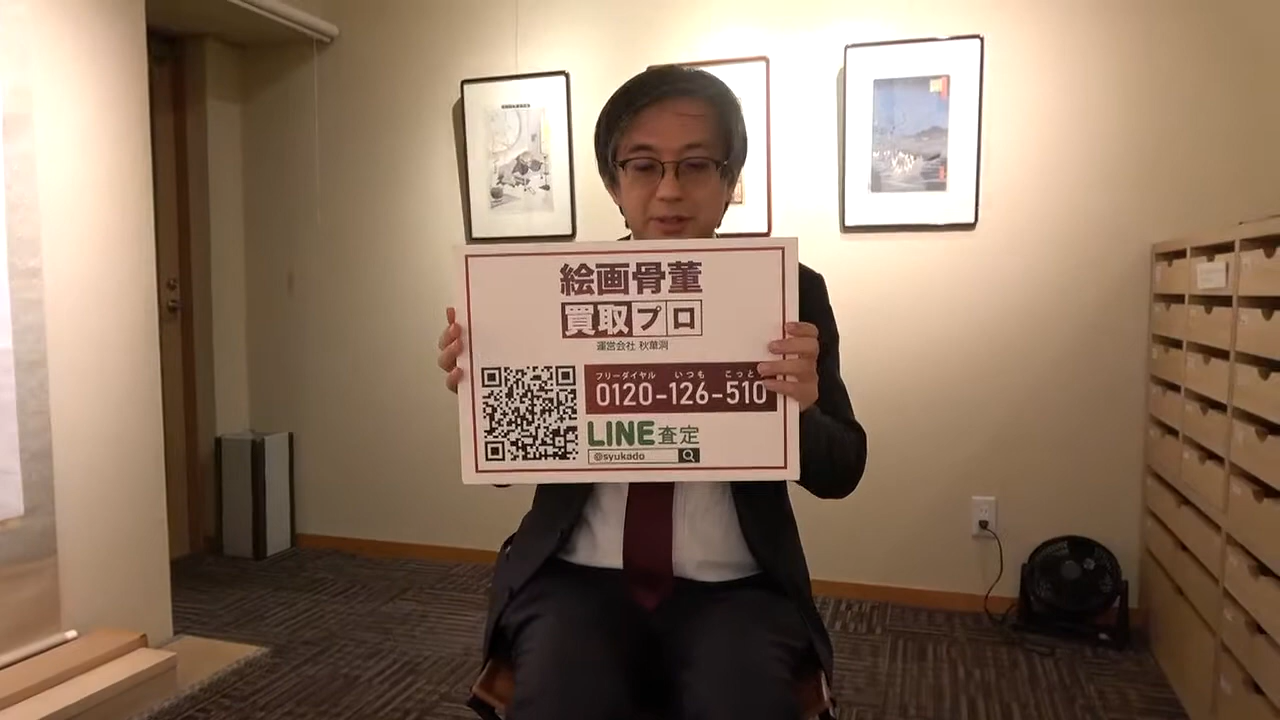 絵画骨董
買取プロ
運営会社 秋華洞
フリーダイヤル いつも こっとう
0120-126-510
LINE査定
@syukado